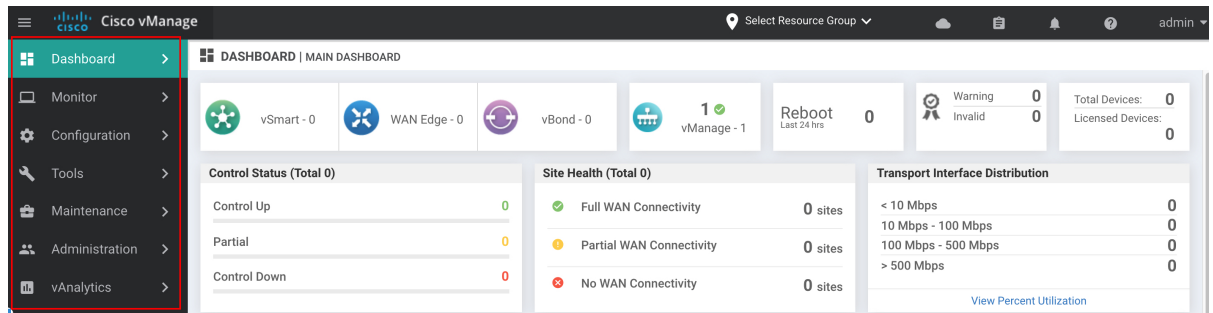 cisco Cisco vManage
Select Resource Group
admin
Dashboard
Monitor
Configuration
Tools
Maintenance
Administration
vAnalytics
DASHBOARD | MAIN DASHBOARD
vSmart - 0
WAN Edge - 0
vBond - 0
1
vManage - 1
Reboot 0
Last 24 hrs
Warning 0
Invalid 0
Total Devices: 0
Licensed Devices:
0
Control Status (Total 0)
Control Up 0
Partial 0
Control Down 0
Site Health (Total 0)
Full WAN Connectivity 0 sites
Partial WAN Connectivity 0 sites
No WAN Connectivity 0 sites
Transport Interface Distribution
< 10 Mbps 0
10 Mbps - 100 Mbps 0
100 Mbps - 500 Mbps 0
> 500 Mbps 0
View Percent Utilization